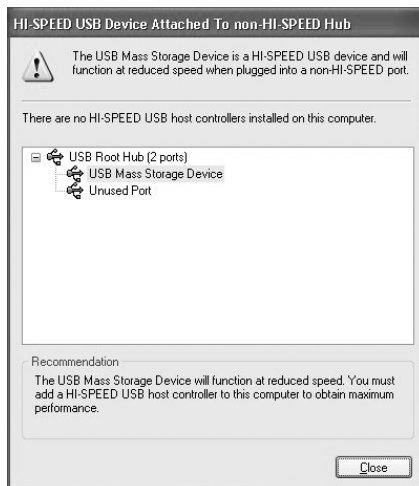 HI-SPEED USB Device Attached To non-HI-SPEED Hub
The USB Mass Storage Device is a HI-SPEED USB device and will
function at reduced speed when plugged into a non-HI-SPEED port.
There are no HI-SPEED USB host controllers installed on this computer.
USB Root Hub (2 ports)
USB Mass Storage Device
Unused Port
Recommendation
The USB Mass Storage Device will function at reduced speed. You must
add a HI-SPEED USB host controller to this computer to obtain maximum
performance.
Close